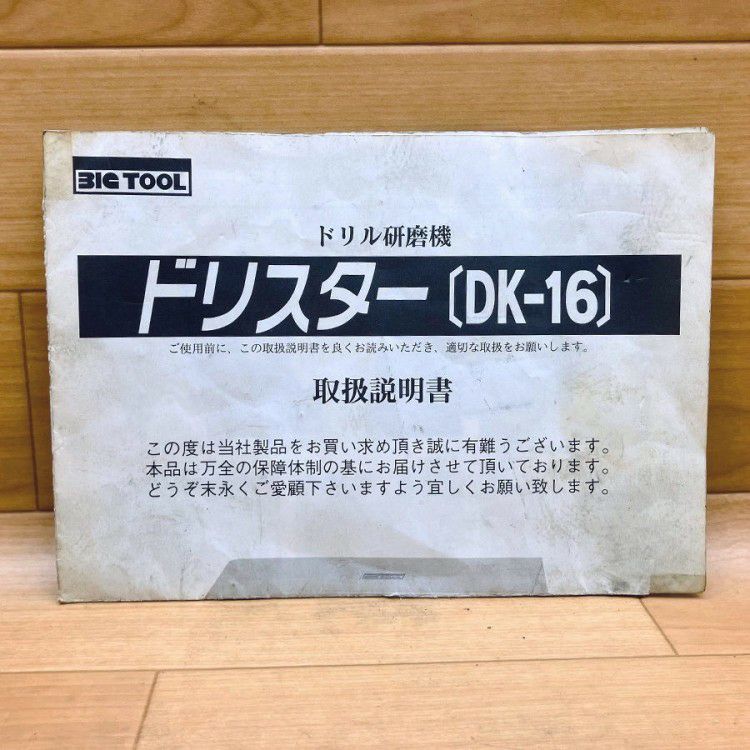 BIG TOOL
ドリル研磨機
ドリスター〔DK-16〕
ご使用前に、この取扱説明書を良くお読みいただき、適切な取扱をお願いします。
取扱説明書
この度は当社製品をお買い求め頂き誠に有難うございます。
本品は万全の保障体制の基にお届けさせて頂いております。
どうぞ末永くご愛顧下さいますよう宜しくお願い致します。